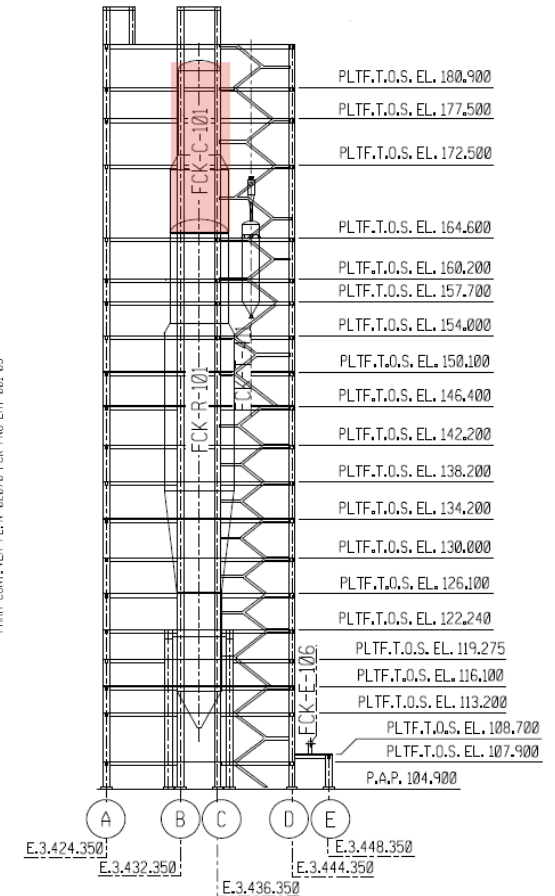 PLTF.T.O.S. EL. 180.900
PLTF.T.O.S. EL. 177.500
PLTF.T.O.S. EL. 172.500
FCK-C-101
PLTF.T.O.S. EL. 164.600
PLTF.T.O.S. EL. 160.200
PLTF.T.O.S. EL. 157.700
PLTF.T.O.S. EL. 154.000
PLTF.T.O.S. EL. 150.100
PLTF.T.O.S. EL. 146.400
FCK-R-101
PLTF.T.O.S. EL. 142.200
PLTF.T.O.S. EL. 138.200
PLTF.T.O.S. EL. 134.200
PLTF.T.O.S. EL. 130.000
PLTF.T.O.S. EL. 126.100
PLTF.T.O.S. EL. 122.240
PLTF.T.O.S. EL. 119.275
PLTF.T.O.S. EL. 116.100
PLTF.T.O.S. EL. 113.200
FCK-E-106
PLTF.T.O.S. EL. 108.700
PLTF.T.O.S. EL. 107.900
P.A.P. 104.900
A B C D E
E.3.424.350
E.3.432.350
E.3.436.350
E.3.444.350
E.3.448.350